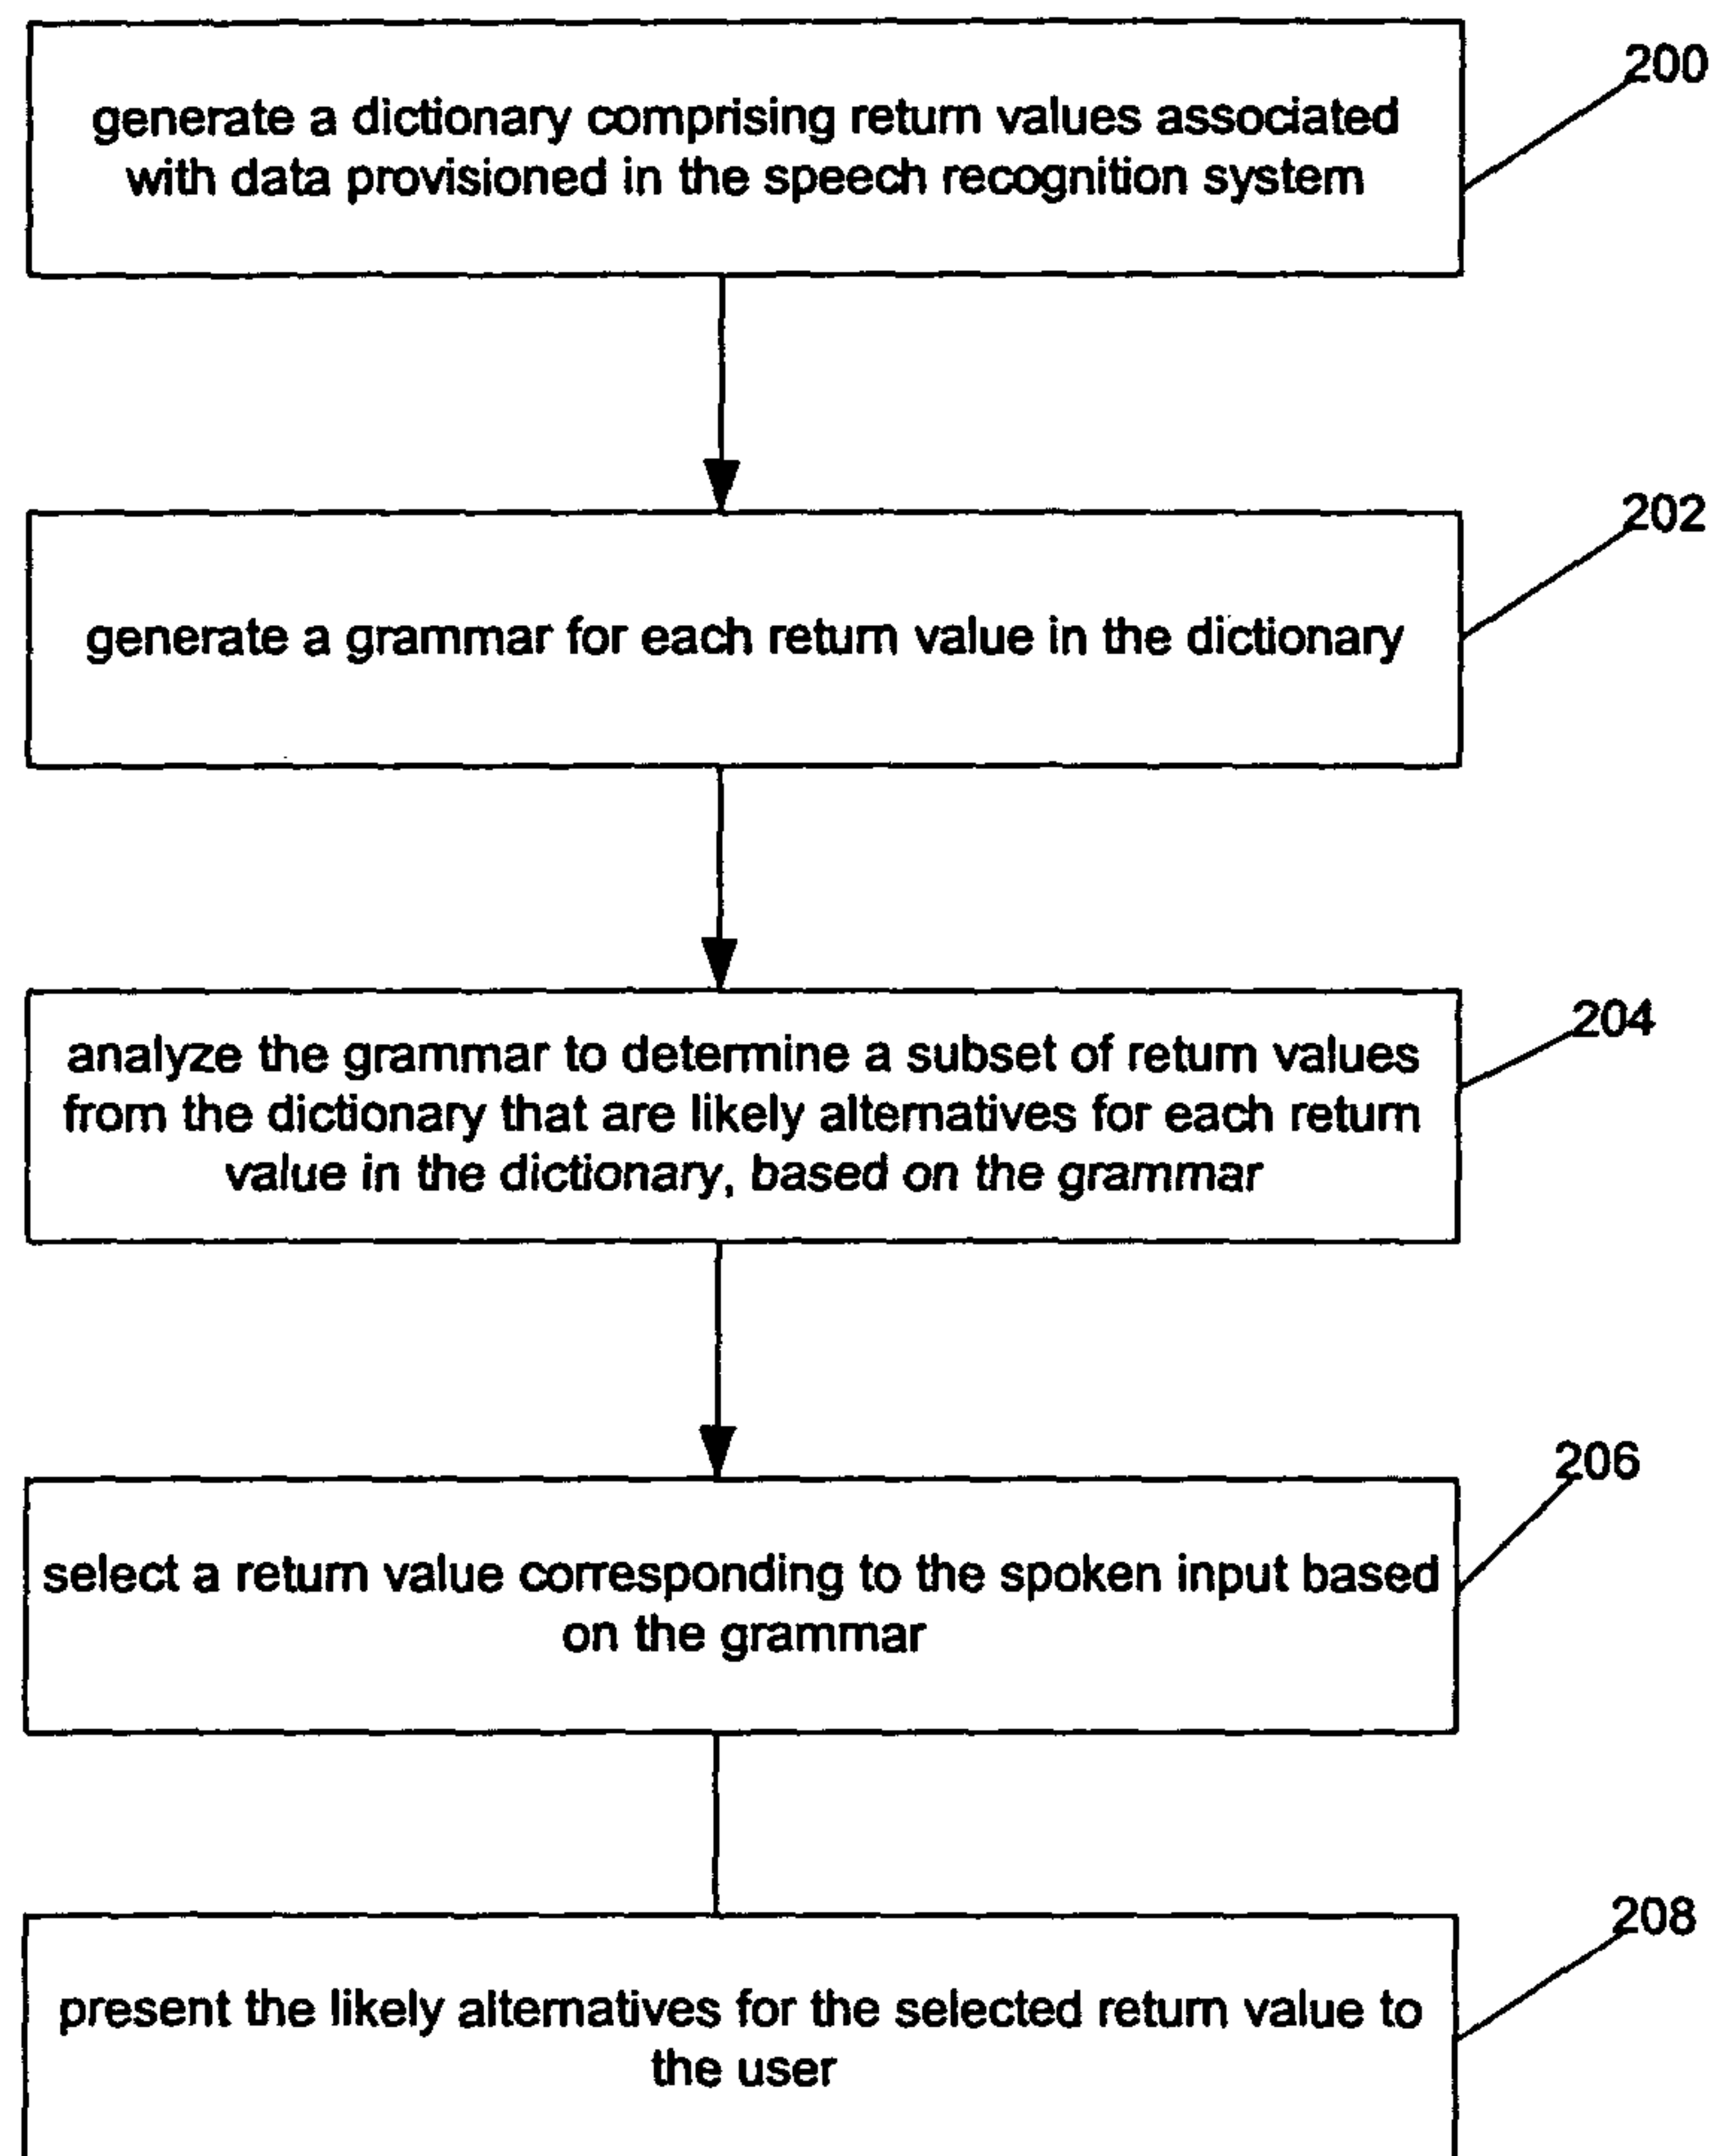 200
generate a dictionary comprising return values associated
with data provisioned in the speech recognition system
202
generate a grammar for each return value in the dictionary
204
analyze the grammar to determine a subset of return values
from the dictionary that are likely alternatives for each return
value in the dictionary, based on the grammar
206
select a return value corresponding to the spoken input based
on the grammar
208
present the likely alternatives for the selected return value to
the user